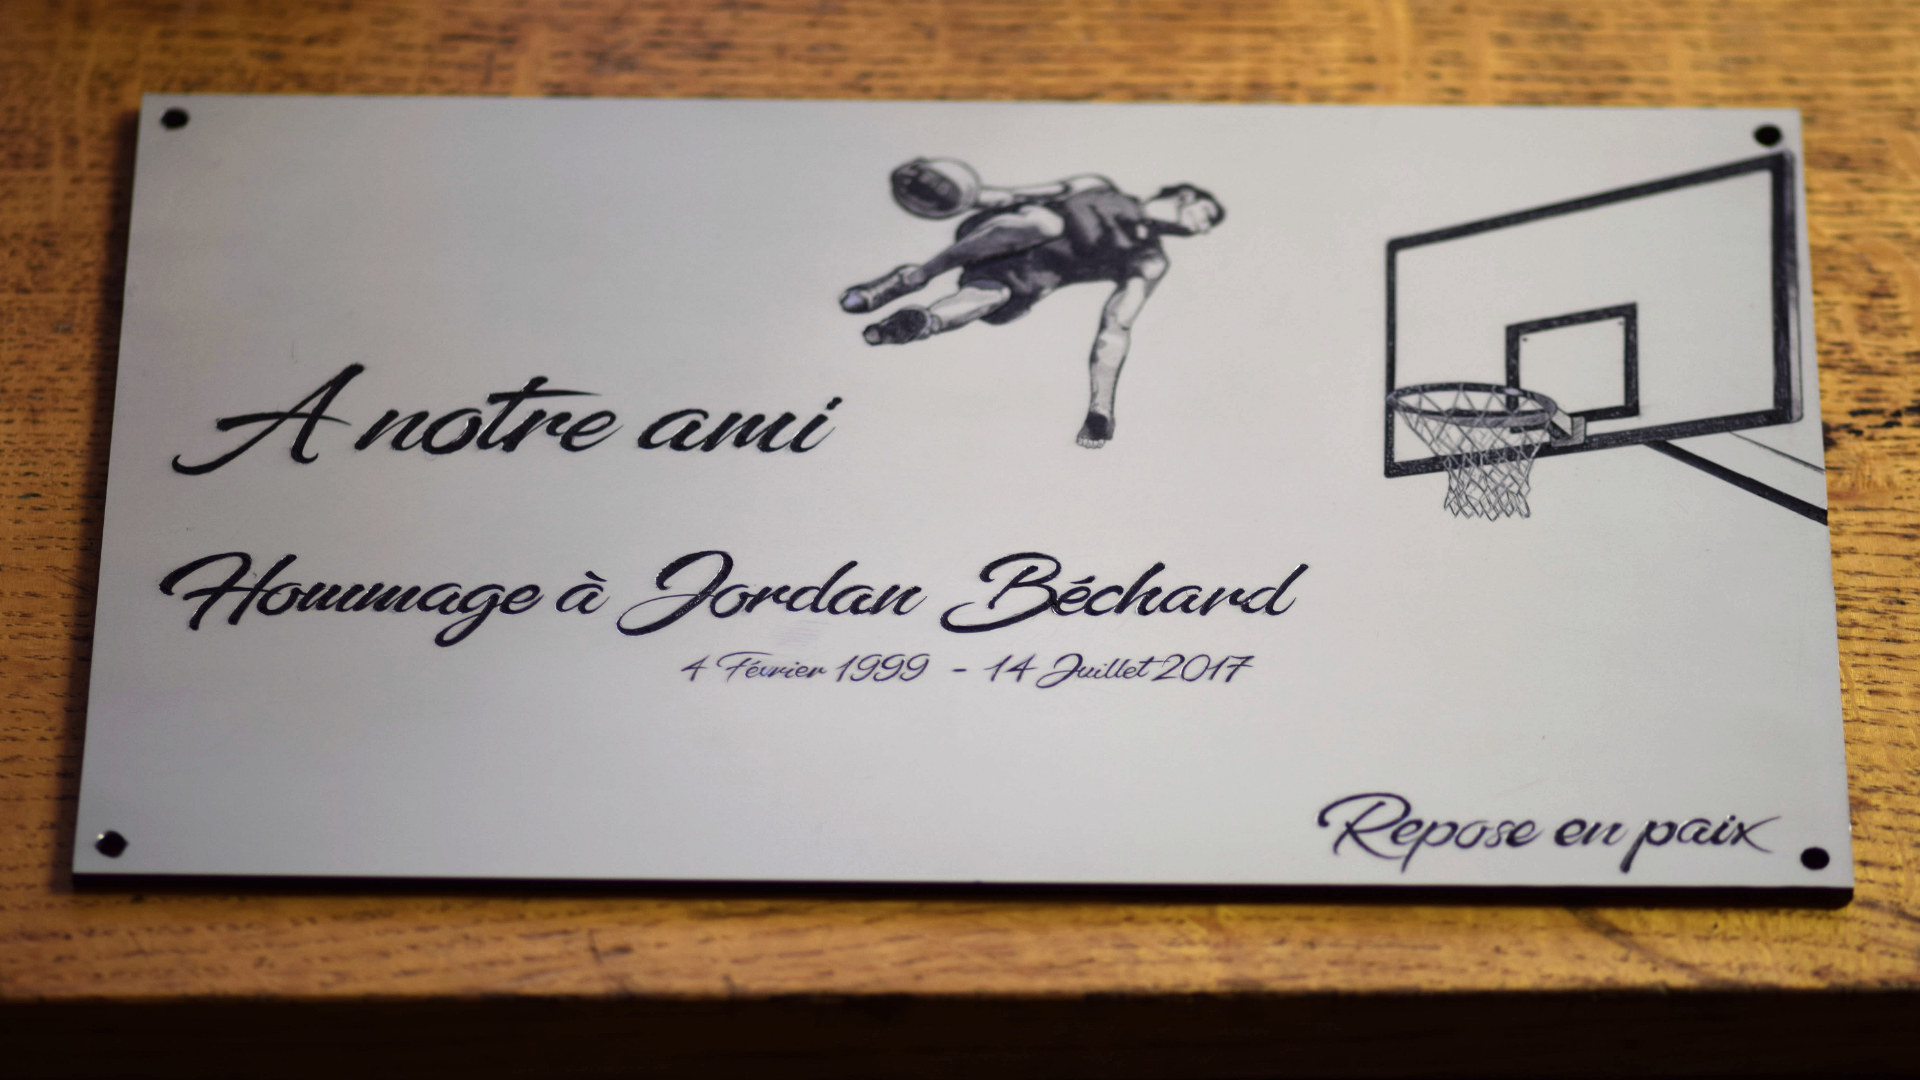 A notre ami
Hommage à Jordan Béchard
4 Février 1999 - 14 Juillet 2017
Repose en paix